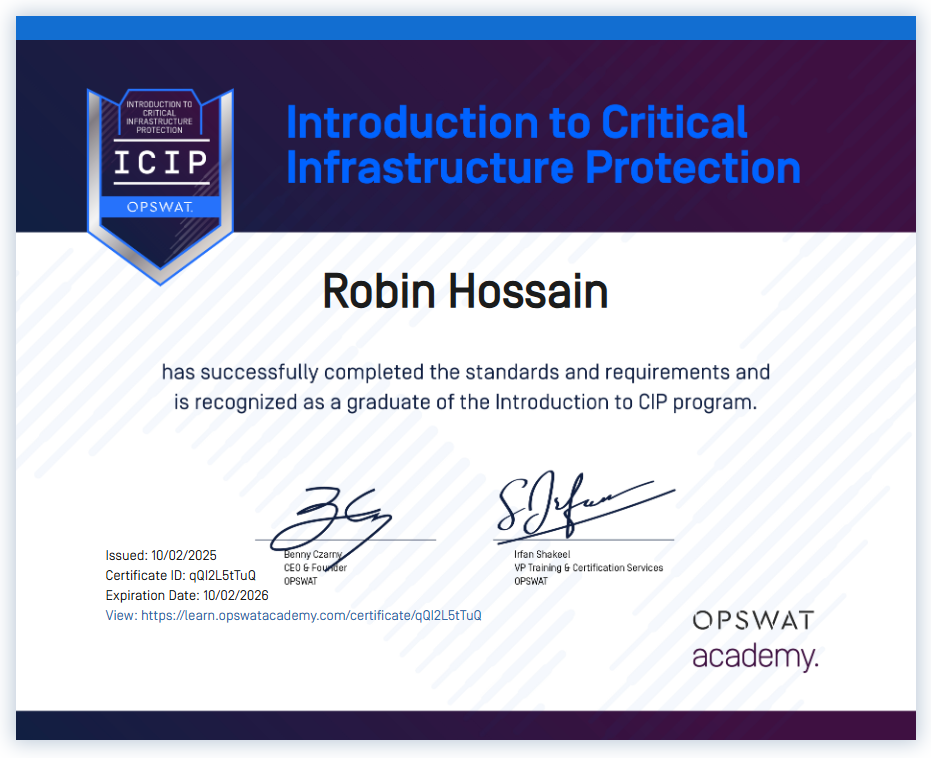 INTRODUCTION TO
CRITICAL
INFRASTRUCTURE
PROTECTION
ICIP
OPSWAT.
Introduction to Critical
Infrastructure Protection
Robin Hossain
has successfully completed the standards and requirements and
is recognized as a graduate of the Introduction to CIP program.
Benny Czarny
CEO & Founder
OPSWAT
Irfan Shakeel
VP Training & Certification Services
OPSWAT
Issued: 10/02/2025
Certificate ID: qQI2L5tTuQ
Expiration Date: 10/02/2026
View: https://learn.opswatacademy.com/certificate/qQI2L5tTuQ
OPSWAT
academy.